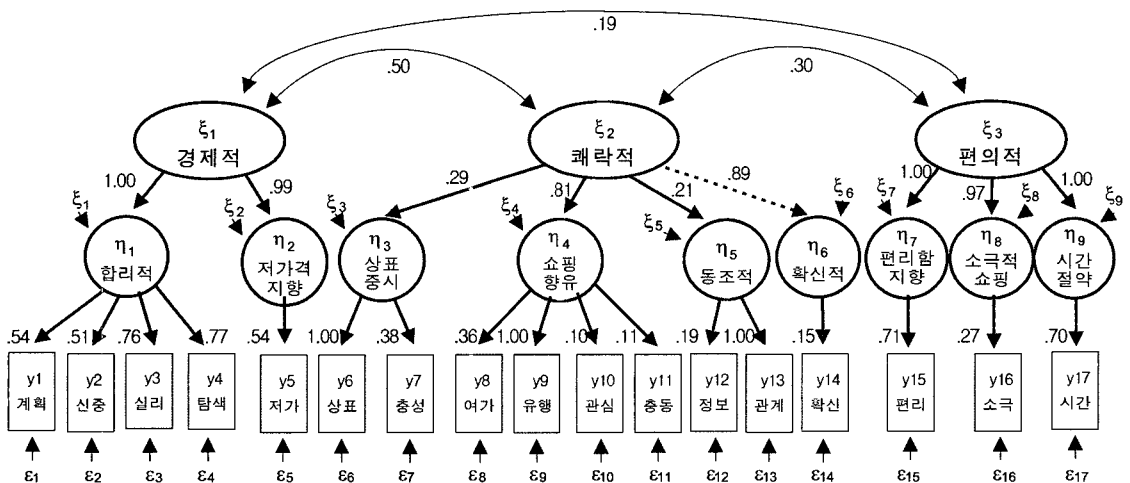 .19
.50
.30
ξ1
경제적
ξ2
쾌락적
ξ3
편의적
1.00
.99
.29
.81
.21
.89
1.00
.97
1.00
ξ1
ξ2
ξ3
ξ4
ξ5
ξ6
ξ7
ξ8
ξ9
η1
합리적
η2
저가격
지향
η3
상표
중시
η4
쇼핑
향유
η5
동조적
η6
확신적
η7
편리함
지향
η8
소극적
쇼핑
η9
시간
절약
.54
.51
.76
.77
.54
1.00
.38
.36
1.00
.10
.11
.19
1.00
.15
.71
.27
.70
y1
계획
y2
신중
y3
실리
y4
탐색
y5
저가
y6
상표
y7
충성
y8
여가
y9
유행
y10
관심
y11
충동
y12
정보
y13
관계
y14
확신
y15
편리
y16
소극
y17
시간
ε1
ε2
ε3
ε4
ε5
ε6
ε7
ε8
ε9
ε10
ε11
ε12
ε13
ε14
ε15
ε16
ε17